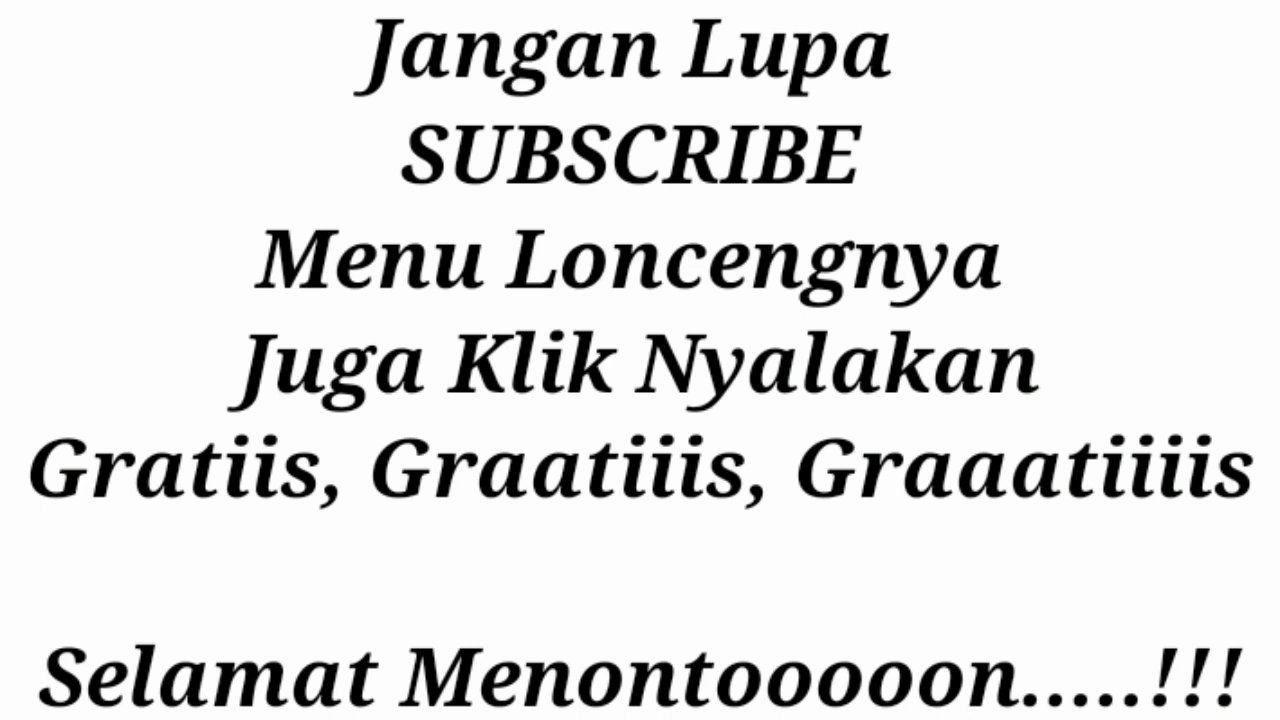 Jangan Lupa
SUBSCRIBE
Menu Loncengnya
Juga Klik Nyalakan
Gratiis, Graatiiis, Graaatiiiis
Selamat Menontooooon.....!!!